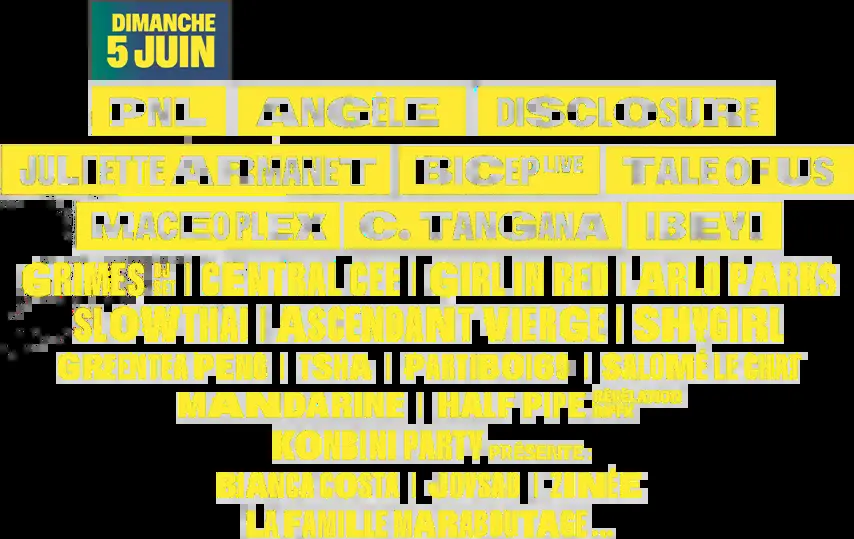 DIMANCHE
5 JUIN
PNL ANGÈLE DISCLOSURE
JULIETTE ARMANET BICEP LIVE TALE OF US
MACEO PLEX C. TANGANA IBEYI
GRIMES | CENTRAL CEE | GIRL IN RED | ARLO PARKS
SLOWTHAI | ASCENDANT VIERGE | SHYGIRL
GREENTEA PENG | TSHA | PARTIBOI69 | SALOMÉ LE CHAT
MANDARINE | HALF PIPE RÉVÉLATION
KONBINI PARTY PRÉSENTE :
BIANCA COSTA | JOYSAD | ZINÉE
LA FAMILLE MARABOUTAGE ...